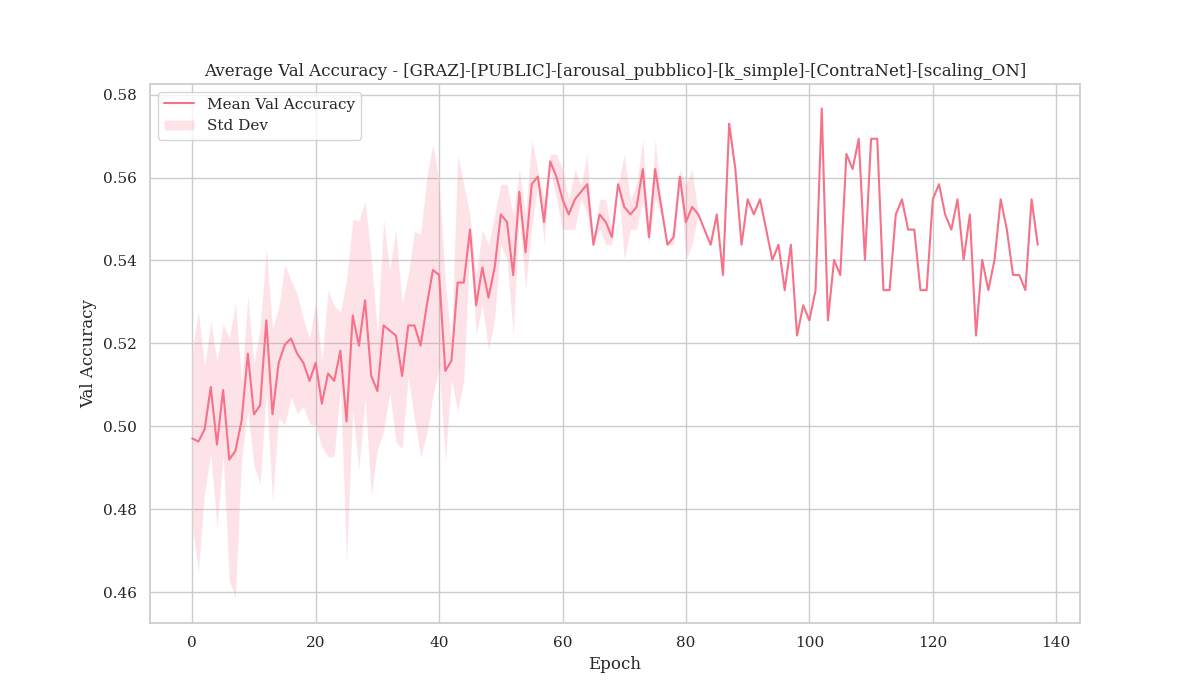 Average Val Accuracy - [GRAZ]-[PUBLIC]-[arousal_pubblico]-[k_simple]-[ContraNet]-[scaling_ON]
Mean Val Accuracy
Std Dev
0.58
0.56
0.54
0.52
0.50
0.48
0.46
Val Accuracy
0 20 40 60 80 100 120 140
Epoch